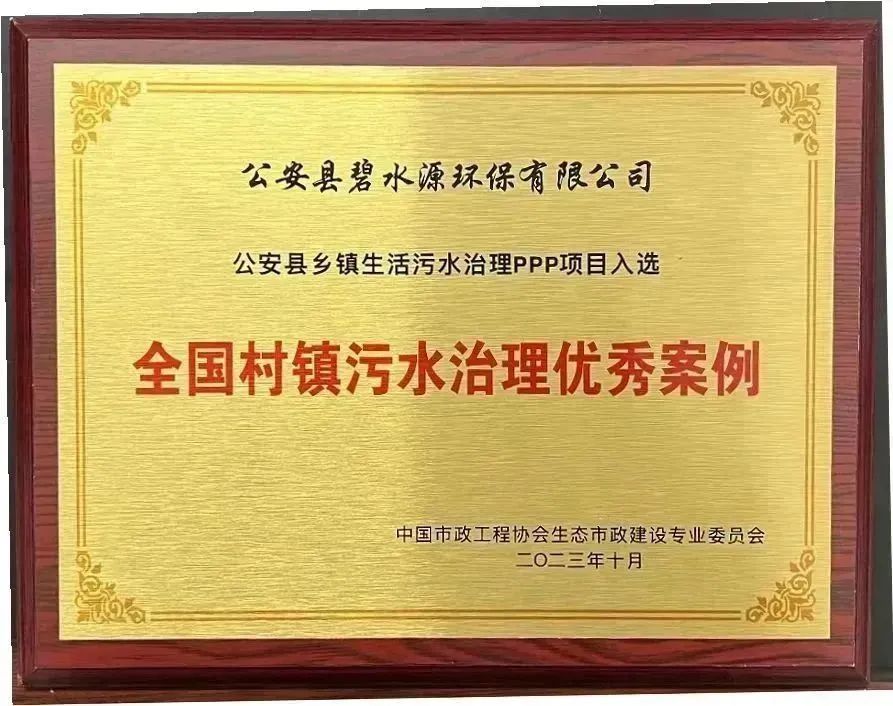 公安县碧水源环保有限公司
公安县乡镇生活污水治理PPP项目入选
全国村镇污水治理优秀案例
中国市政工程协会生态市政建设专业委员会
二〇二三年十月